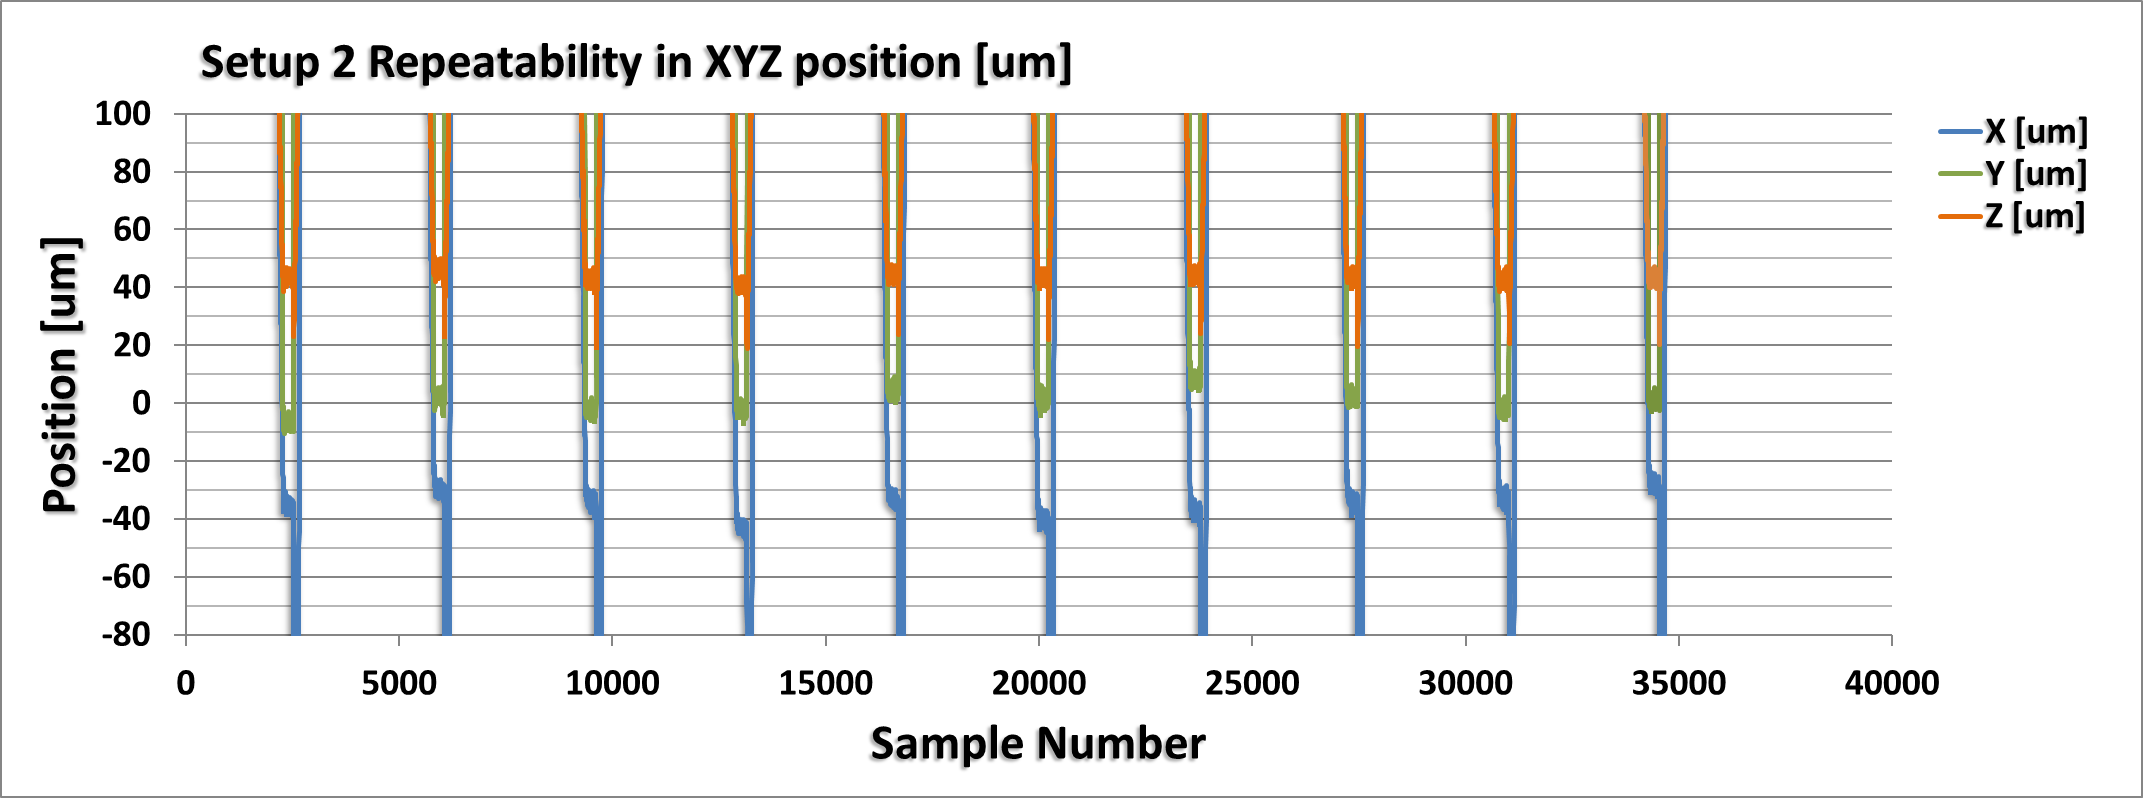 Setup 2 Repeatability in XYZ position [um]
100
80
60
40
20
0
-20
-40
-60
-80
Position [um]
0 5000 10000 15000 20000 25000 30000 35000 40000
Sample Number
X [um]
Y [um]
Z [um]